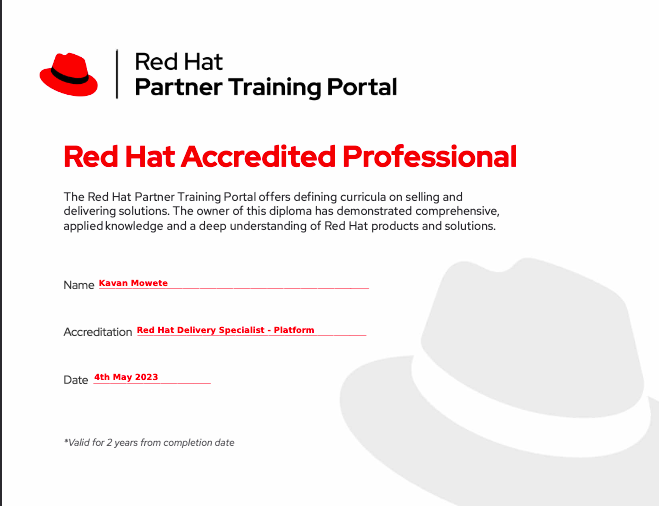 Red Hat
Partner Training Portal
Red Hat Accredited Professional
The Red Hat Partner Training Portal offers defining curricula on selling and
delivering solutions. The owner of this diploma has demonstrated comprehensive,
applied knowledge and a deep understanding of Red Hat products and solutions.
Name Kavan Mowete
Accreditation Red Hat Delivery Specialist - Platform
Date 4th May 2023
*Valid for 2 years from completion date